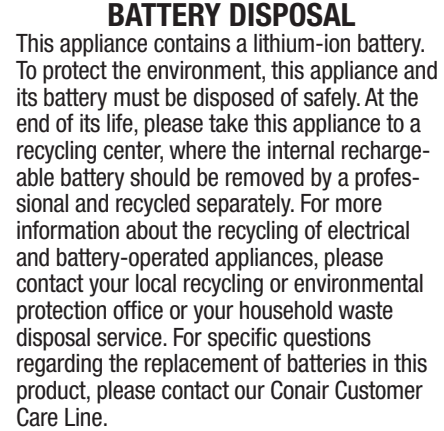 BATTERY DISPOSAL
This appliance contains a lithium-ion battery.
To protect the environment, this appliance and
its battery must be disposed of safely. At the
end of its life, please take this appliance to a
recycling center, where the internal recharge-
able battery should be removed by a profes-
sional and recycled separately. For more
information about the recycling of electrical
and battery-operated appliances, please
contact your local recycling or environmental
protection office or your household waste
disposal service. For specific questions
regarding the replacement of batteries in this
product, please contact our Conair Customer
Care Line.